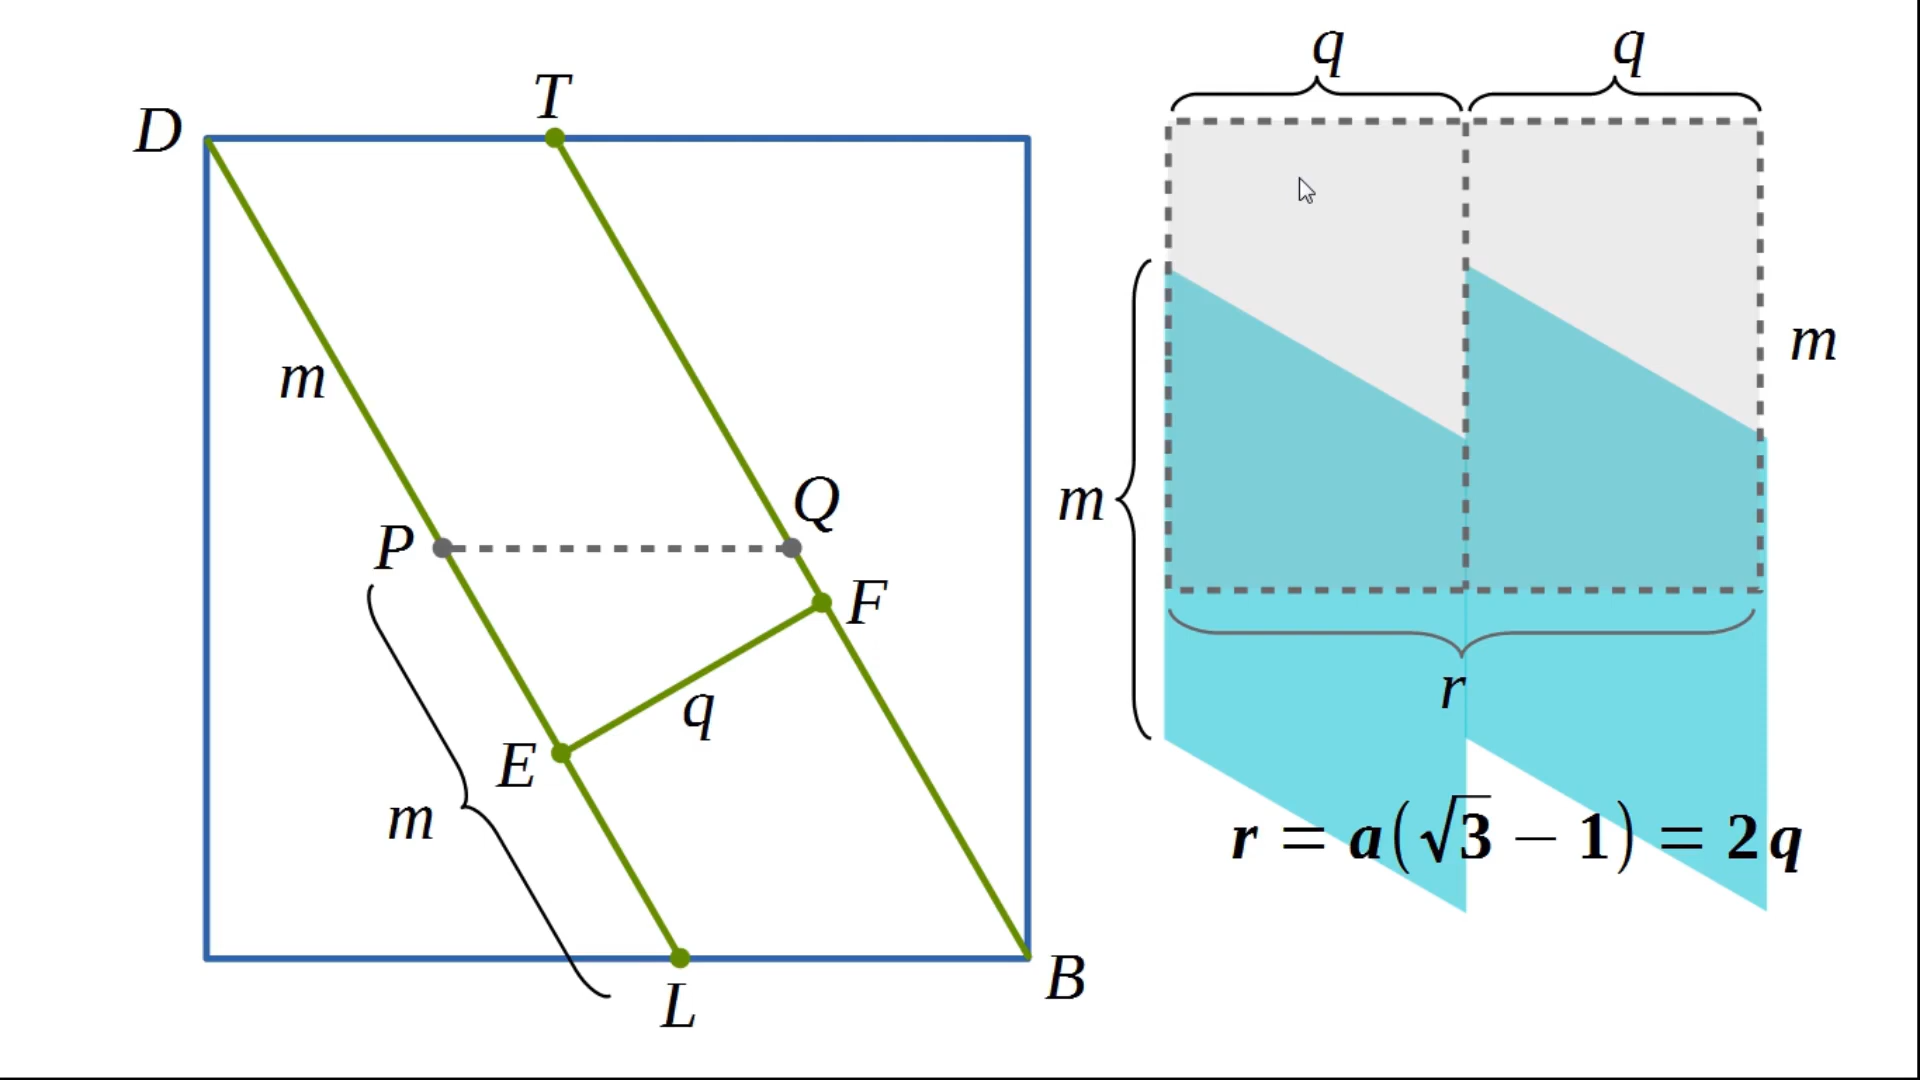 D
T
m
P
Q
F
E
q
m
L
B
q
q
m
m
r
r = a(√3 − 1) = 2q